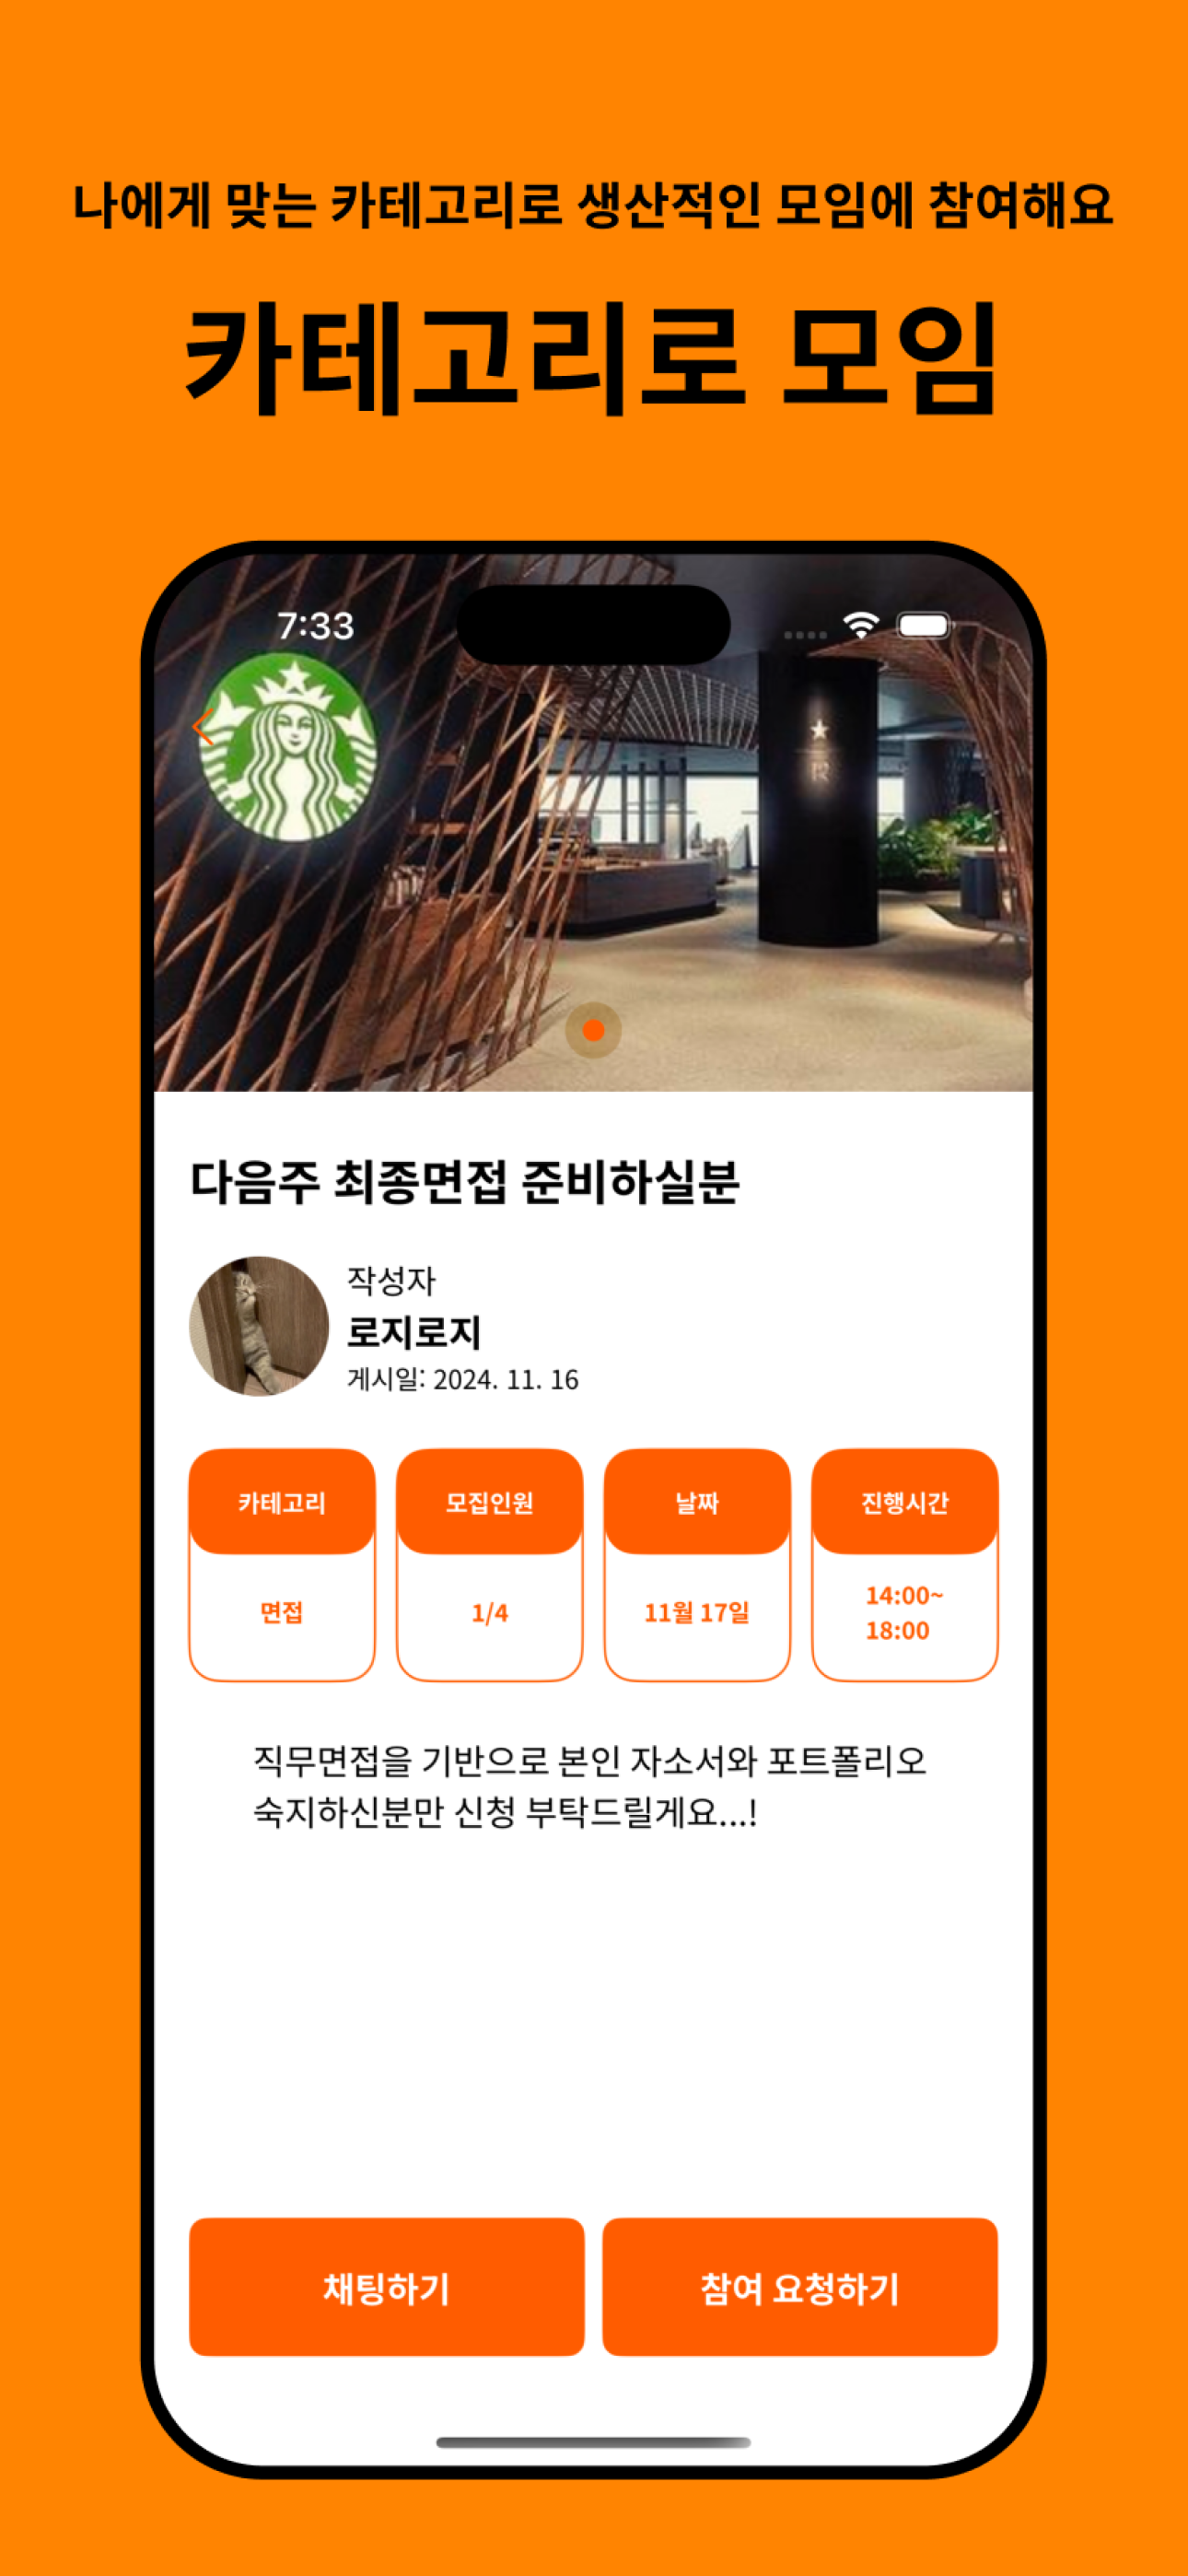 나에게 맞는 카테고리로 생산적인 모임에 참여해요
카테고리로 모임
7:33
다음주 최종면접 준비하실분
작성자
로지로지
게시일: 2024. 11. 16
카테고리
모집인원
날짜
진행시간
면접
1/4
11월 17일
14:00~
18:00
직무면접을 기반으로 본인 자소서와 포트폴리오
숙지하신분만 신청 부탁드릴게요...!
채팅하기
참여 요청하기